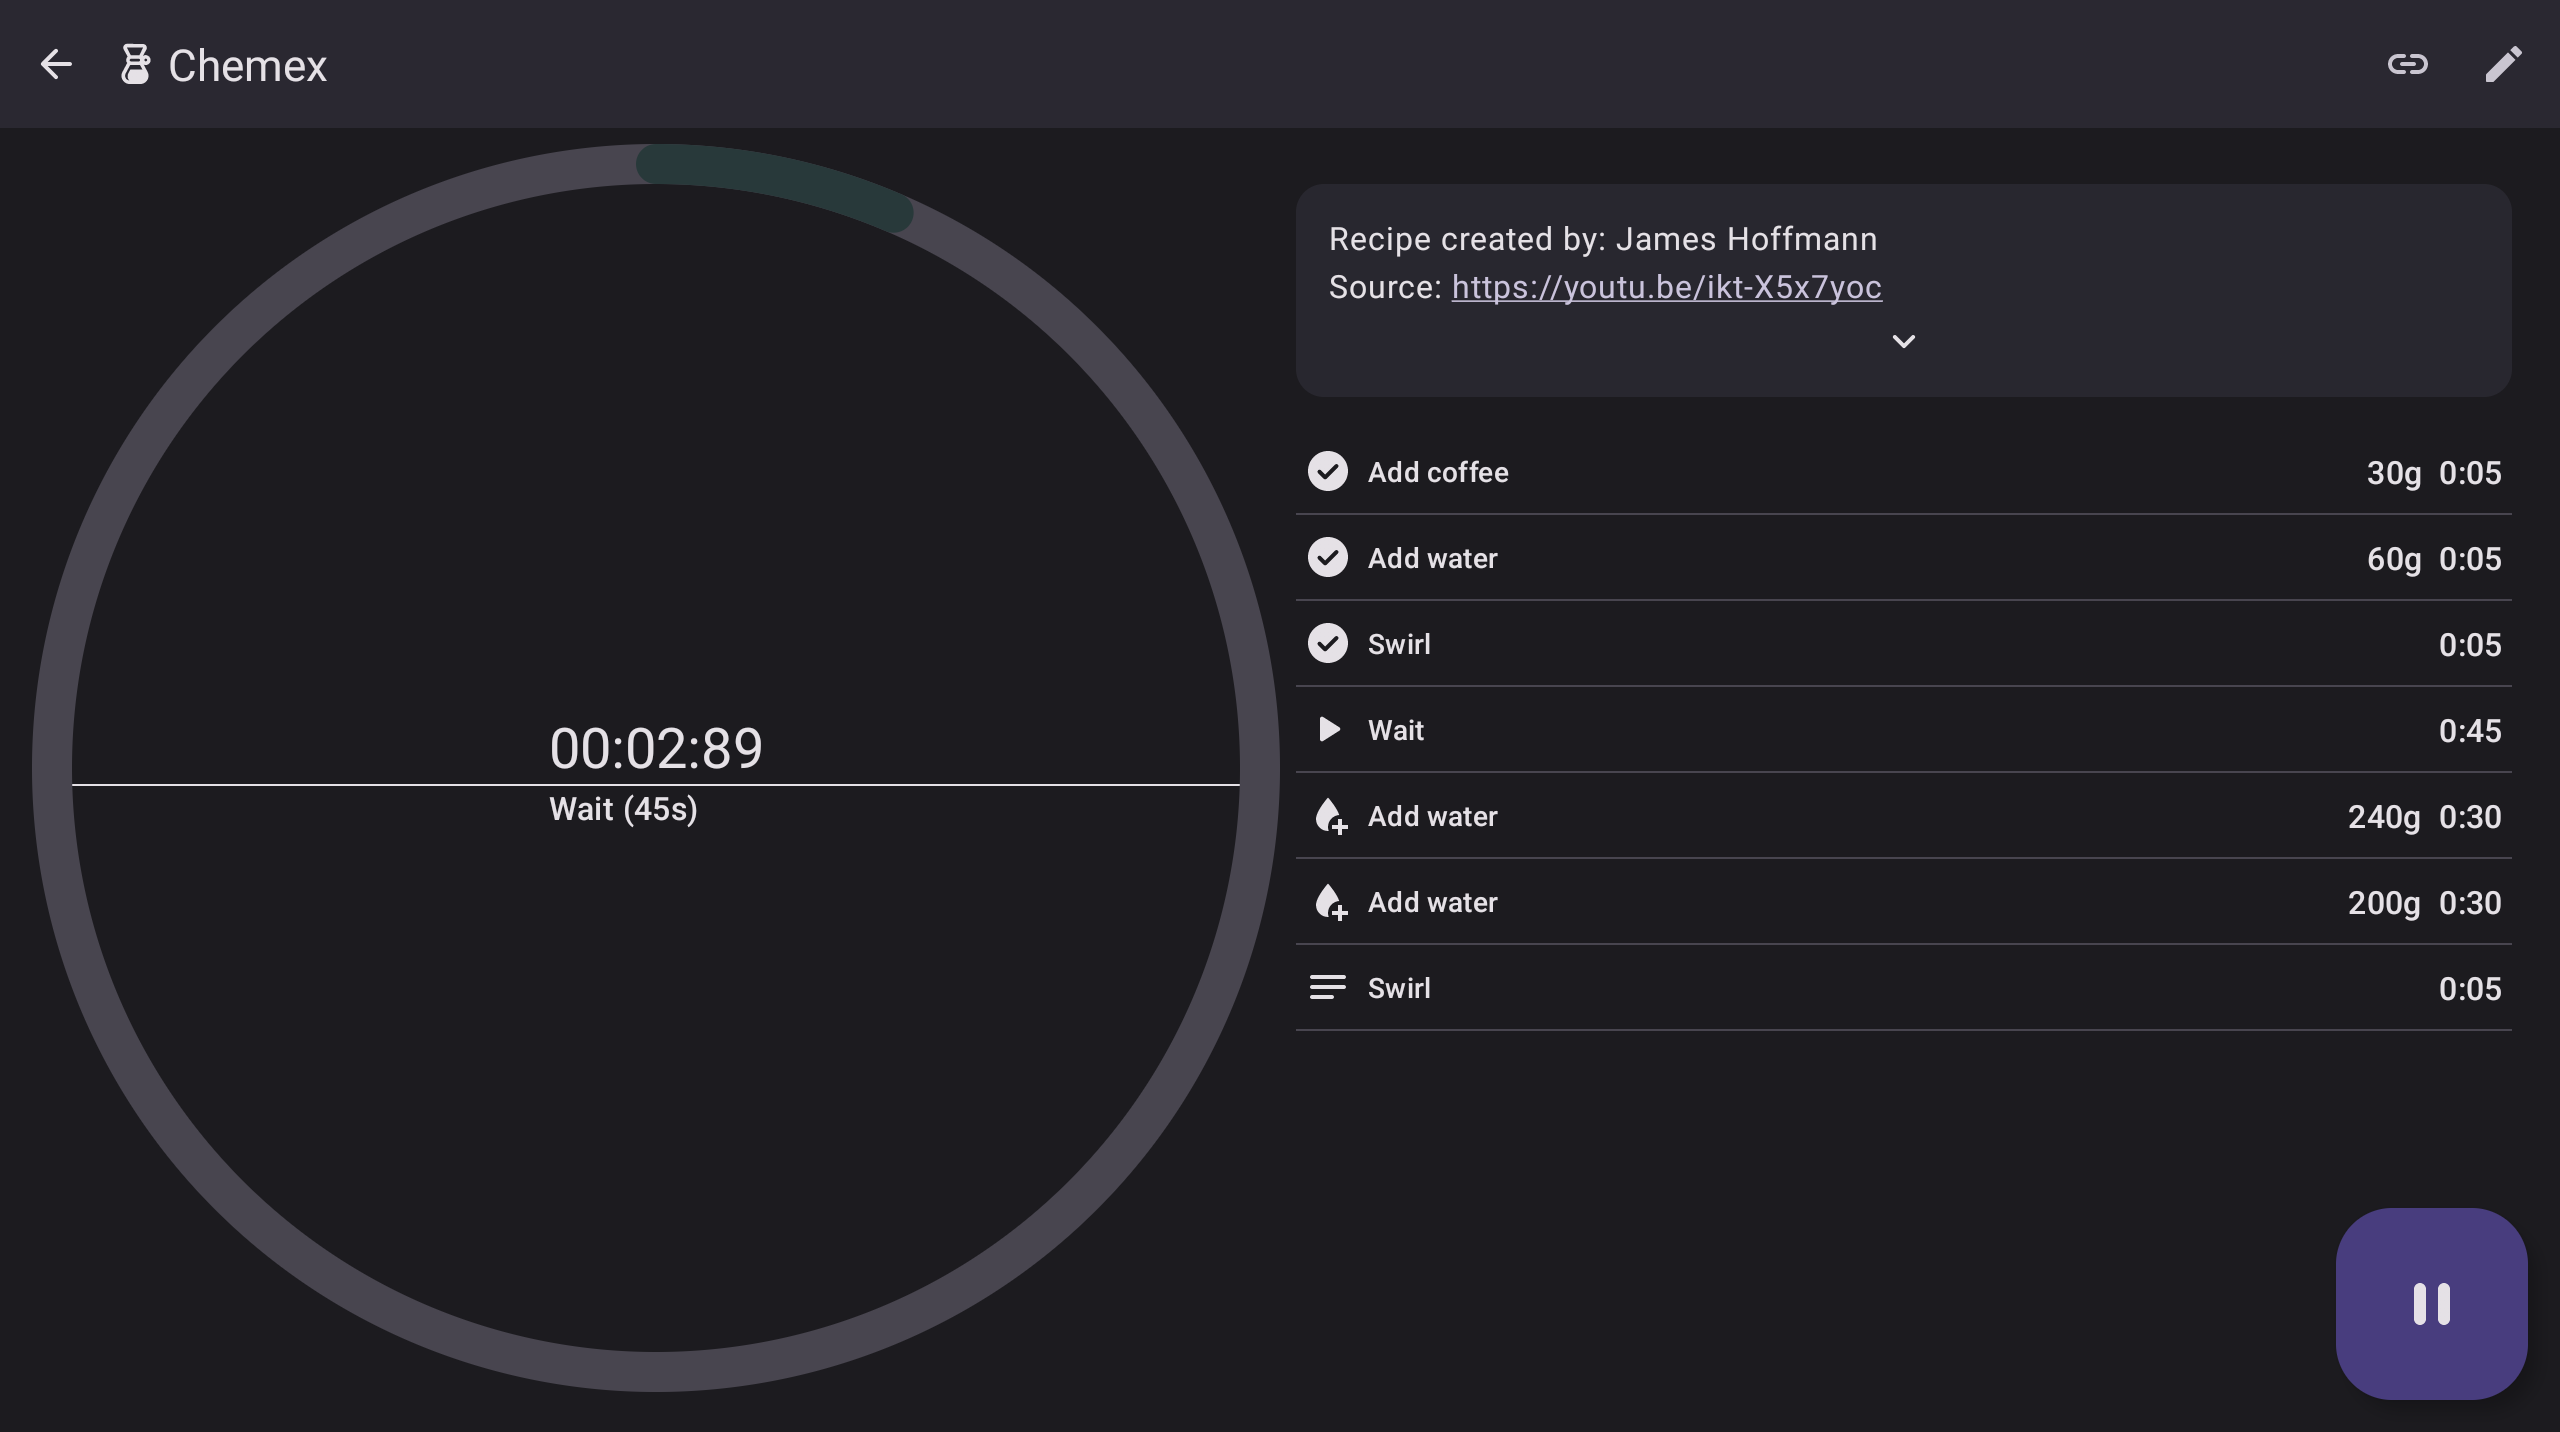 Chemex
00:02:89
Wait (45s)
Recipe created by: James Hoffmann
Source: https://youtu.be/ikt-X5x7yoc
Add coffee 30g 0:05
Add water 60g 0:05
Swirl 0:05
Wait 0:45
Add water 240g 0:30
Add water 200g 0:30
Swirl 0:05